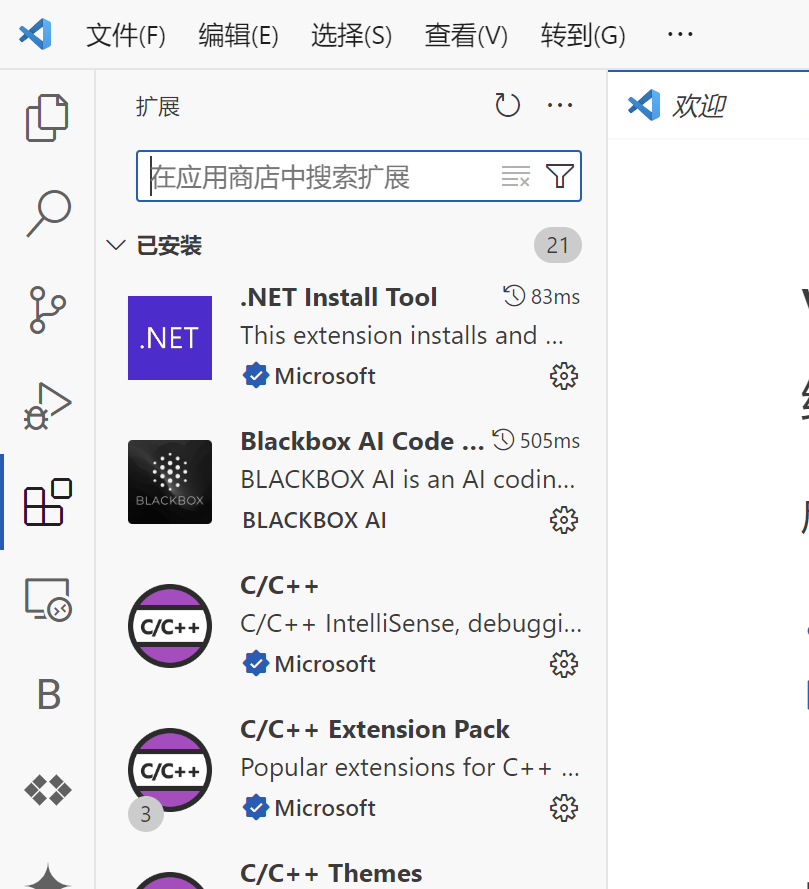 文件(F) 编辑(E) 选择(S) 查看(V) 转到(G) ···
扩展
欢迎
在应用商店中搜索扩展
已安装 21
.NET
.NET Install Tool 83ms
This extension installs and ...
Microsoft
BLACKBOX
Blackbox AI Code ... 505ms
BLACKBOX AI is an AI codin...
BLACKBOX AI
C/C++
C/C++
C/C++ IntelliSense, debuggi...
Microsoft
B
C/C++
3
C/C++ Extension Pack
Popular extensions for C++ ...
Microsoft
C/C++ Themes